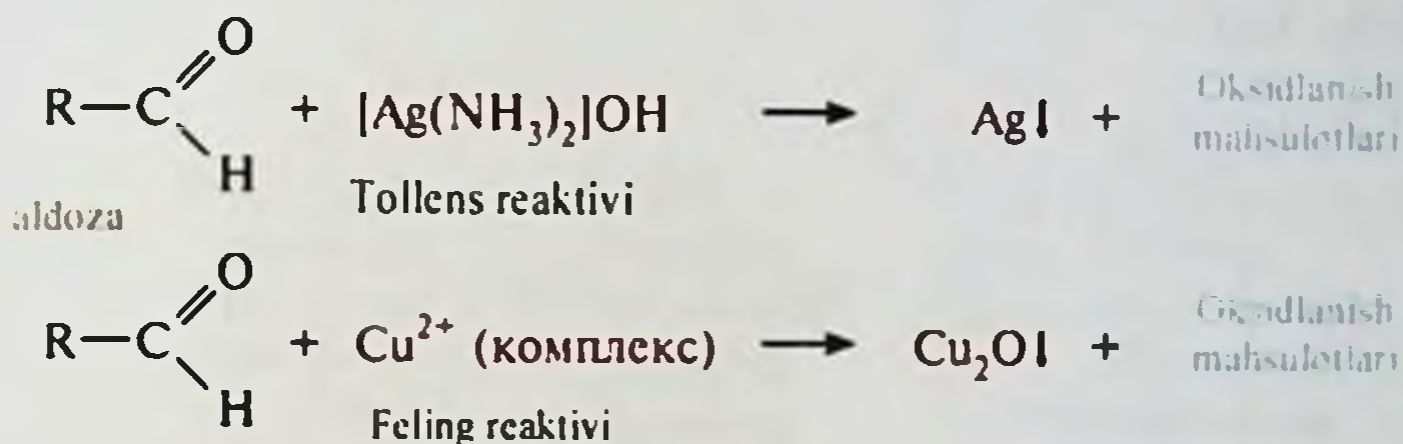 R—C(=O)H + [Ag(NH₃)₂]OH → Ag↓ + Oksidlanish mahsulotlari
aldoza
Tollens reaktivi
R—C(=O)H + Cu²⁺ (комплекс) → Cu₂O↓ + Oksidlanish mahsulotlari
Feling reaktivi